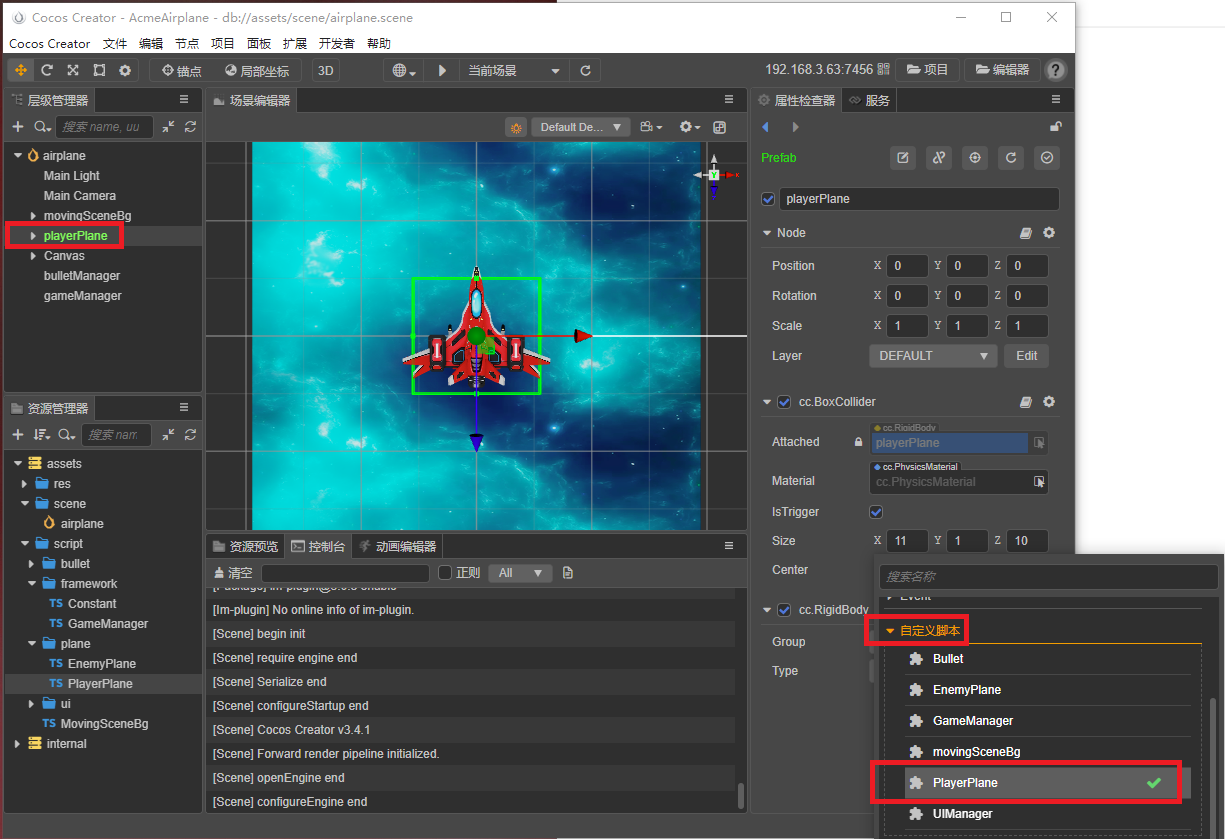 Cocos Creator - AcmeAirplane - db://assets/scene/airplane.scene
Cocos Creator 文件 编辑 节点 项目 面板 扩展 开发者 帮助
锚点 局部坐标 3D 当前场景 192.168.3.63:7456 项目 编辑器 ?
层级管理器
搜索 name, uu
airplane
Main Light
Main Camera
movingSceneBg
playerPlane
Canvas
bulletManager
gameManager
资源管理器
搜索 nam
assets
res
scene
airplane
script
bullet
framework
TS Constant
TS GameManager
plane
TS EnemyPlane
TS PlayerPlane
ui
TS MovingSceneBg
internal
场景编辑器
Default De...
Y
资源预览 控制台 动画编辑器
清空 正则 All
[Package] im-plugin@3.0.0 enable
[Im-plugin] No online info of im-plugin.
[Scene] begin init
[Scene] require engine end
[Scene] Serialize end
[Scene] configureStartup end
[Scene] Cocos Creator v3.4.1
[Scene] Forward render pipeline initialized.
[Scene] openEngine end
[Scene] configureEngine end
属性检查器 服务
Prefab
playerPlane
Node
Position X 0 Y 0 Z 0
Rotation X 0 Y 0 Z 0
Scale X 1 Y 1 Z 1
Layer DEFAULT Edit
cc.BoxCollider
cc.RigidBody
Attached playerPlane
cc.PhysicsMaterial
Material cc.PhysicsMaterial
IsTrigger
Size X 11 Y 1 Z 10
Center
cc.RigidBody
Group
Type
搜索名称
Event
自定义脚本
Bullet
EnemyPlane
GameManager
movingSceneBg
PlayerPlane
UIManager